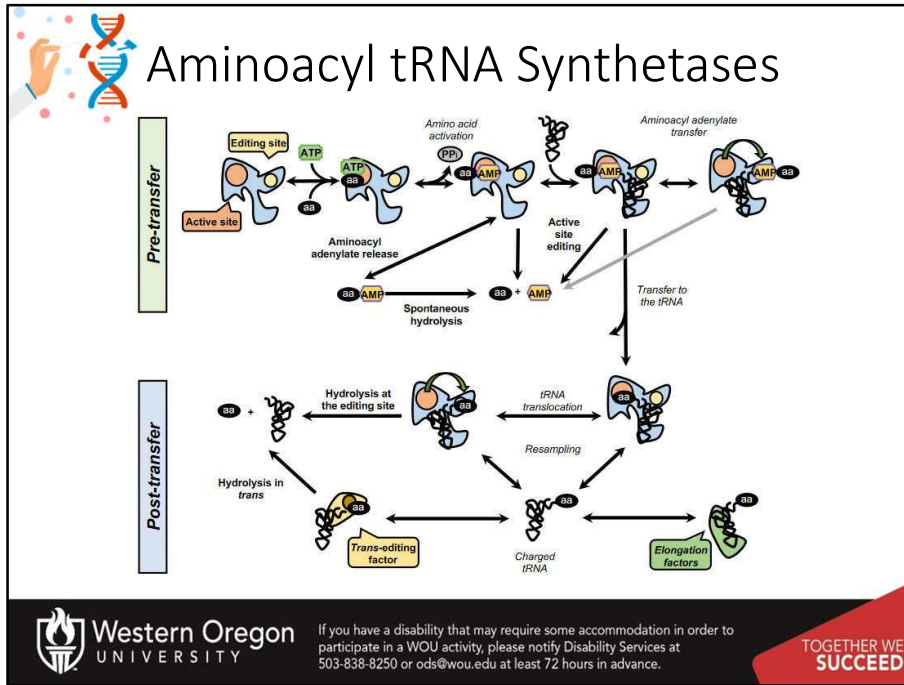 Aminoacyl tRNA Synthetases
Pre-transfer
Editing site
ATP
aa
Active site
ATP
aa
Amino acid
activation
PPi
aa
AMP
aa
AMP
Aminoacyl adenylate
transfer
AMP
aa
Aminoacyl
adenylate release
Active
site
editing
aa
AMP
Spontaneous
hydrolysis
aa + AMP
Transfer to
the tRNA
Post-transfer
aa +
Hydrolysis at
the editing site
aa
tRNA
translocation
aa
Resampling
Hydrolysis in
trans
aa
Trans-editing
factor
aa
Charged
tRNA
aa
Elongation
factors
Western Oregon
UNIVERSITY
If you have a disability that may require some accommodation in order to
participate in a WOU activity, please notify Disability Services at
503-838-8250 or ods@wou.edu at least 72 hours in advance.
TOGETHER WE
SUCCEED